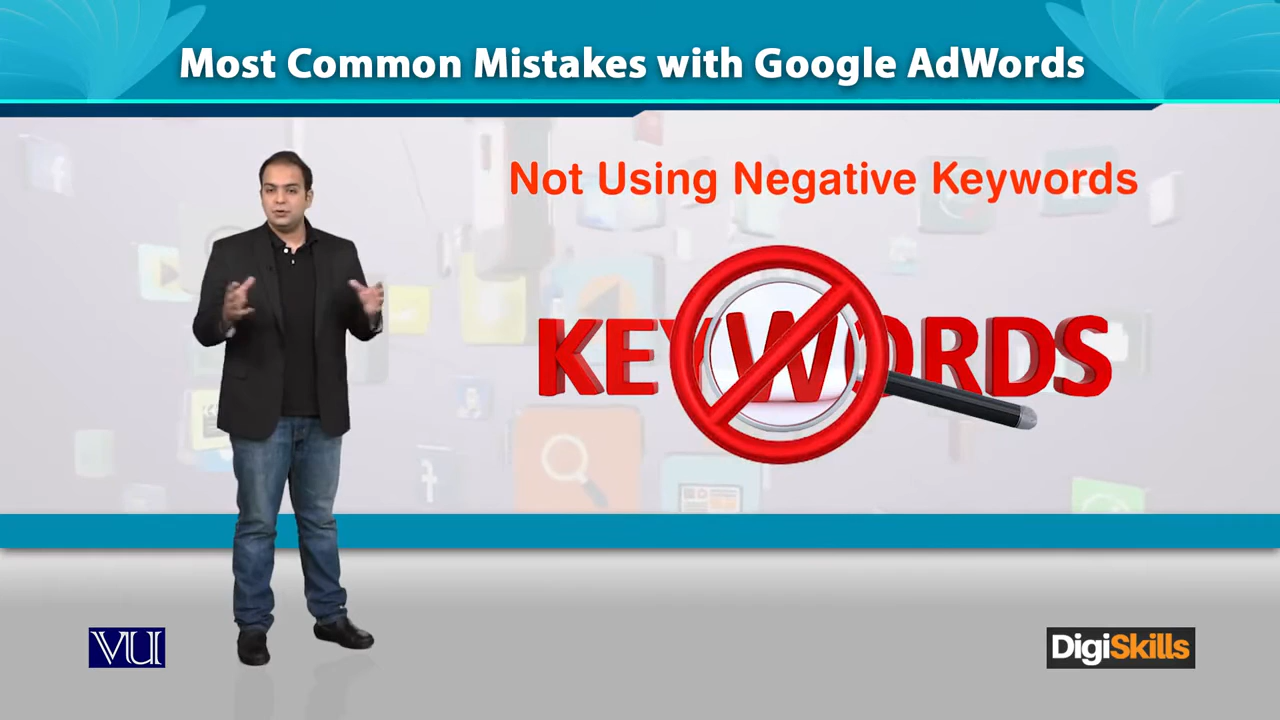 Most Common Mistakes with Google AdWords
Not Using Negative Keywords
KEYWORDS
VU
DigiSkills